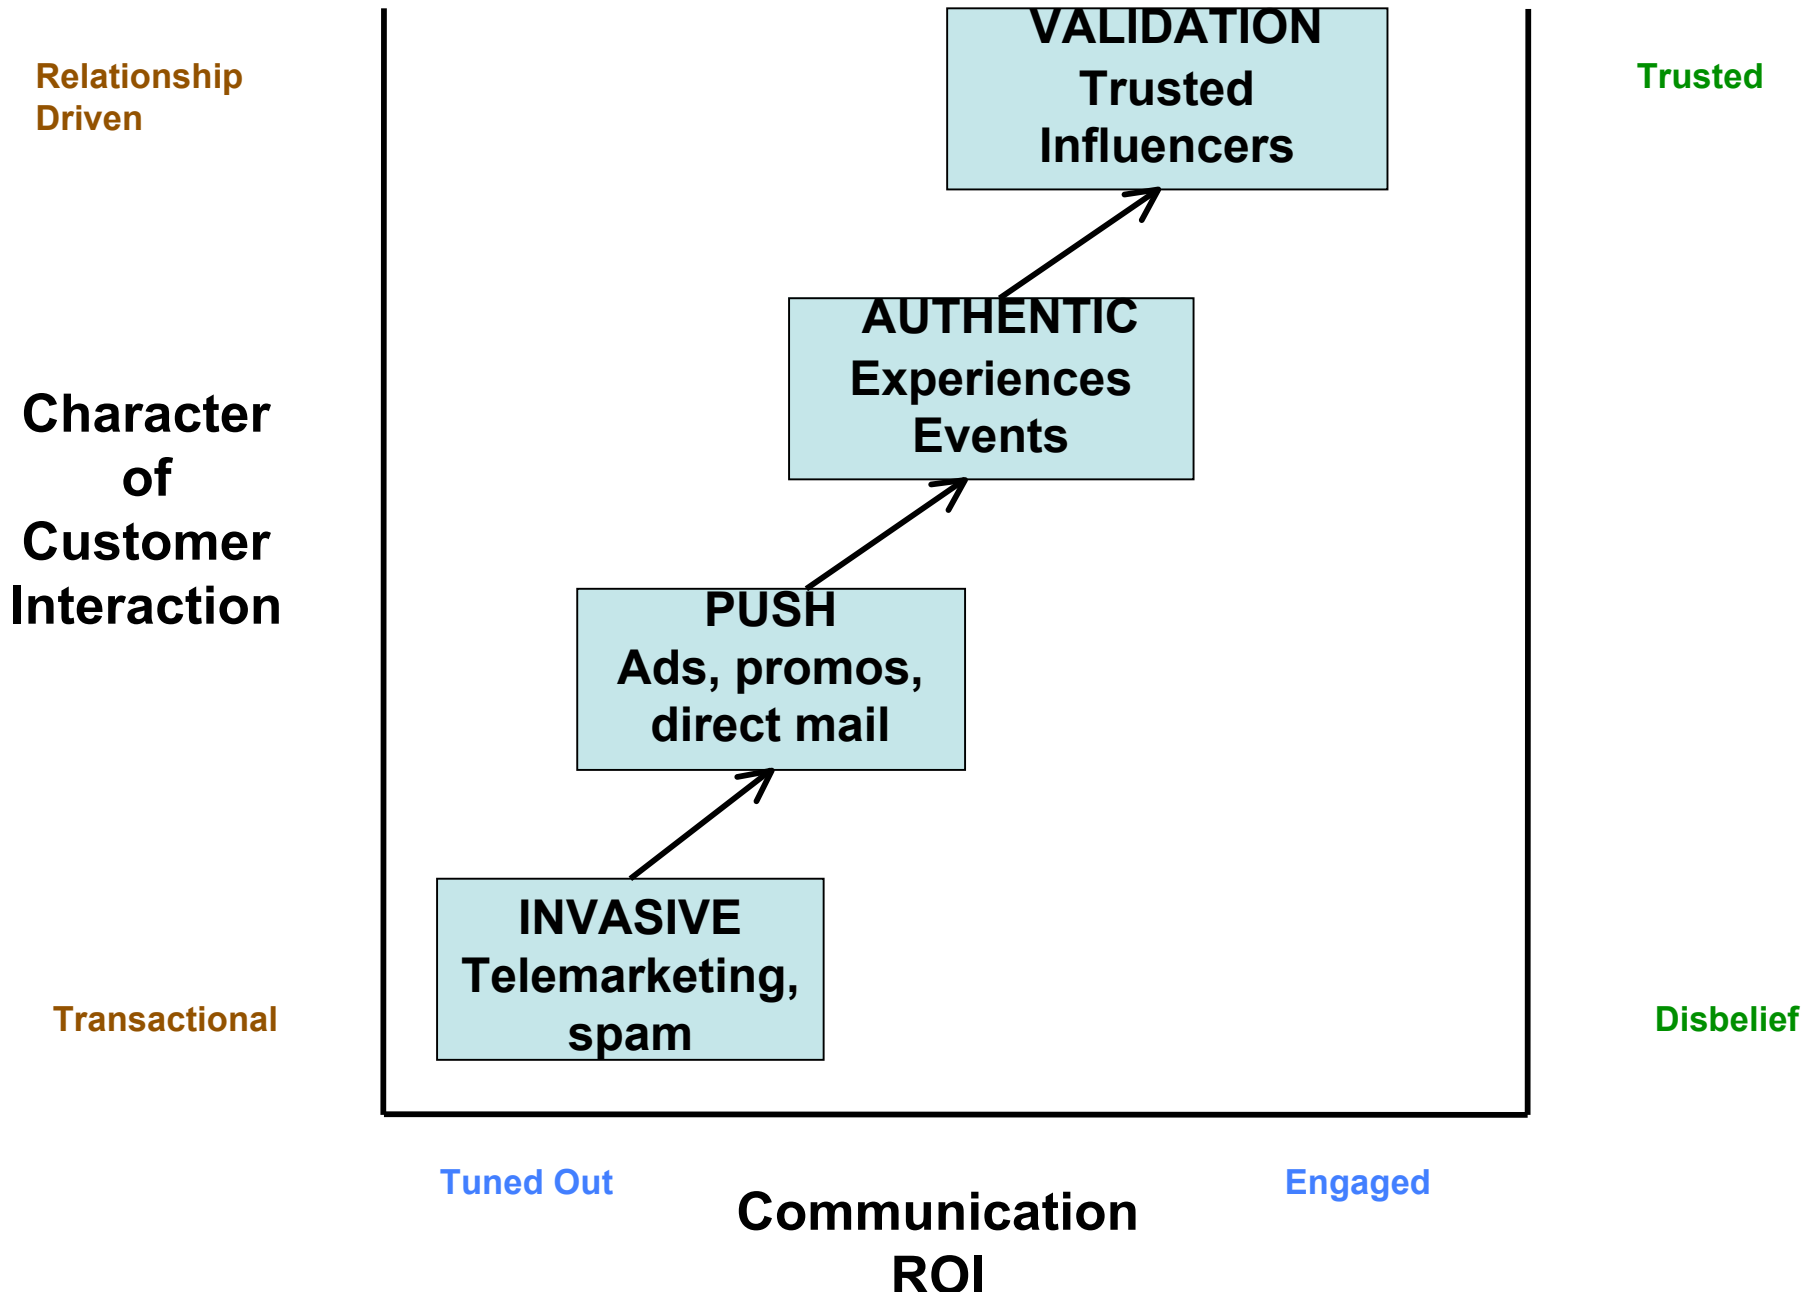 Relationship
Driven
VALIDATION
Trusted
Influencers
Trusted
AUTHENTIC
Experiences
Events
Character
of
Customer
Interaction
PUSH
Ads, promos,
direct mail
INVASIVE
Telemarketing,
spam
Transactional
Disbelief
Tuned Out
Engaged
Communication
ROI